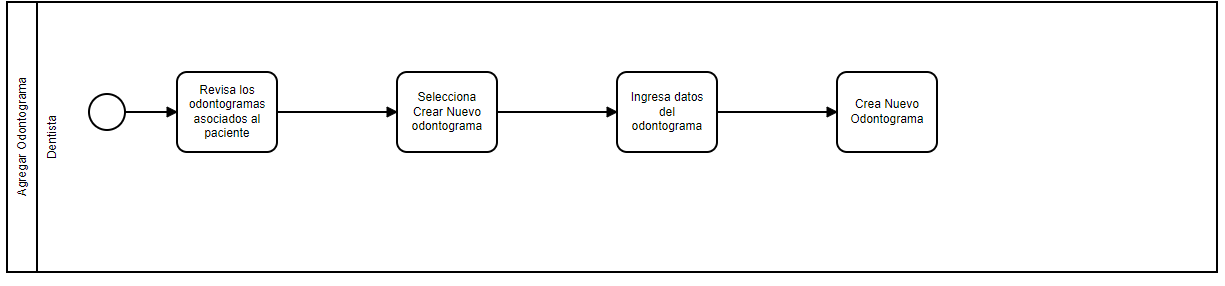 Agregar Odontograma
Dentista
Revisa los
odontogramas
asociados al
paciente
Selecciona
Crear Nuevo
odontograma
Ingresa datos
del
odontograma
Crea Nuevo
Odontograma